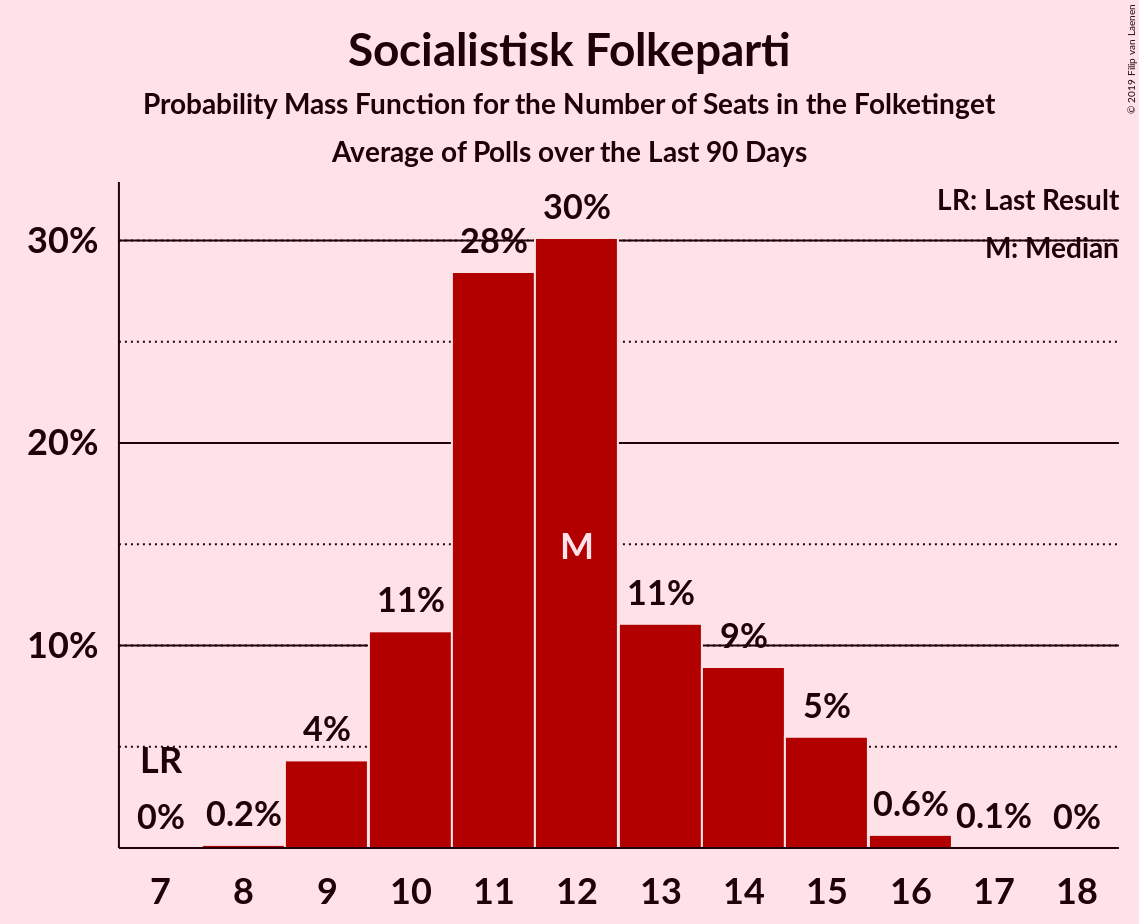 Socialistisk Folkeparti
Probability Mass Function for the Number of Seats in the Folketinget
Average of Polls over the Last 90 Days
© 2019 Filip van Laenen
LR: Last Result
M: Median
30%
20%
10%
LR
0%
0.2%
4%
11%
28%
30%
M
11%
9%
5%
0.6%
0.1%
0%
7 8 9 10 11 12 13 14 15 16 17 18